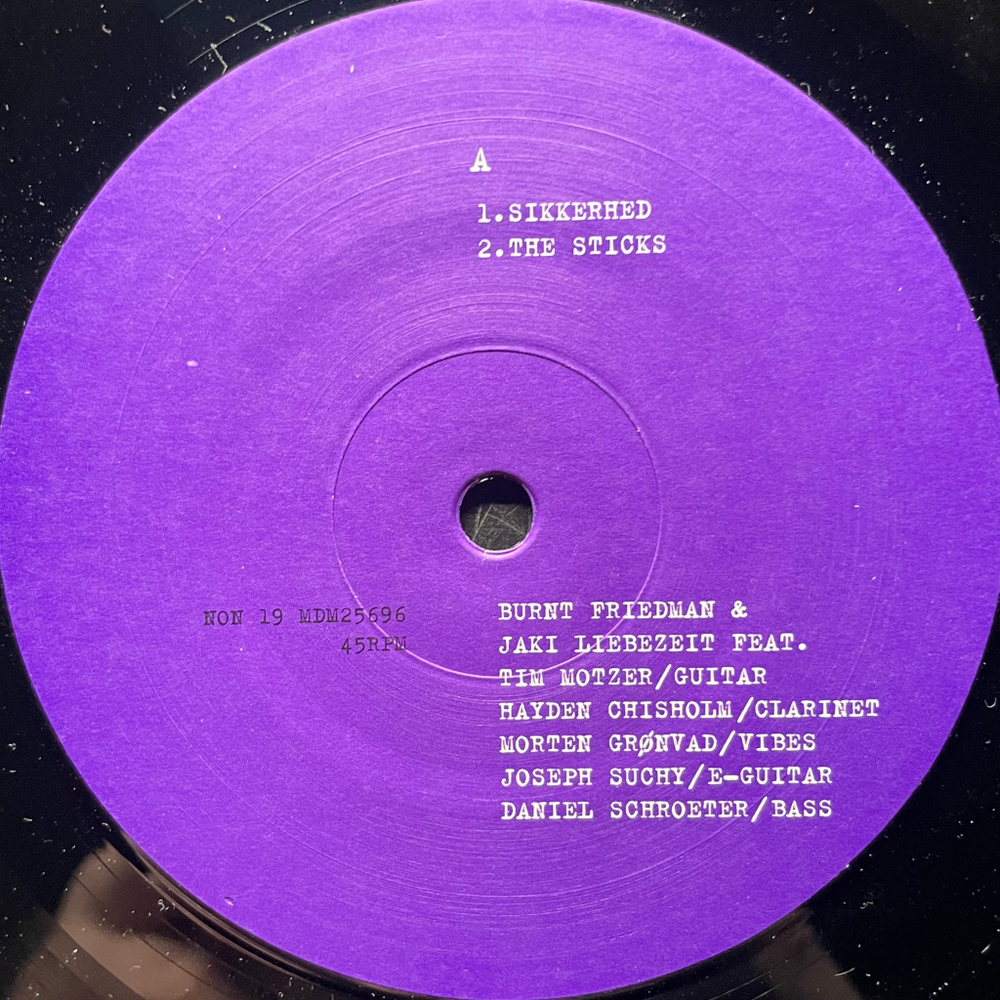 A
1.SIKKERHED
2.THE STICKS
NON 19 MDM25696
45RPM
BURNT FRIEDMAN &
JAKI LIEBEZEIT FEAT.
TIM MOTZER/GUITAR
HAYDEN CHISHOLM/CLARINET
MORTEN GRØNVAD/VIBES
JOSEPH SUCHY/E-GUITAR
DANIEL SCHROETER/BASS